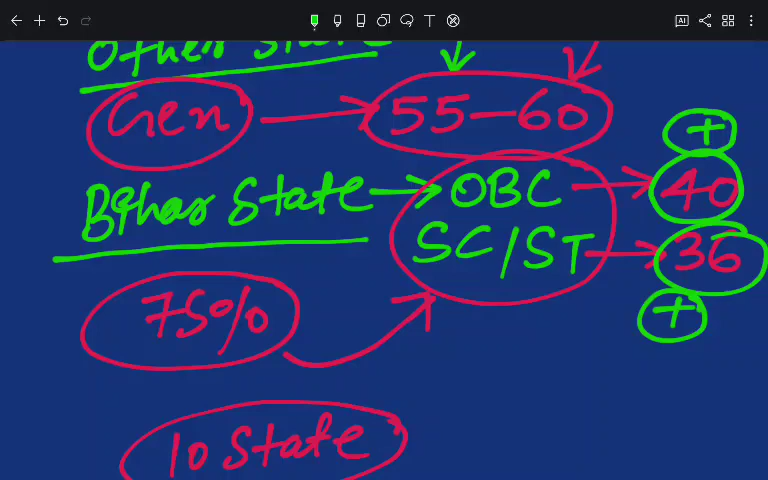 Other State
Gen 55-60
+
Bihar State OBC 40
SC/ST 36
75% +
10 State